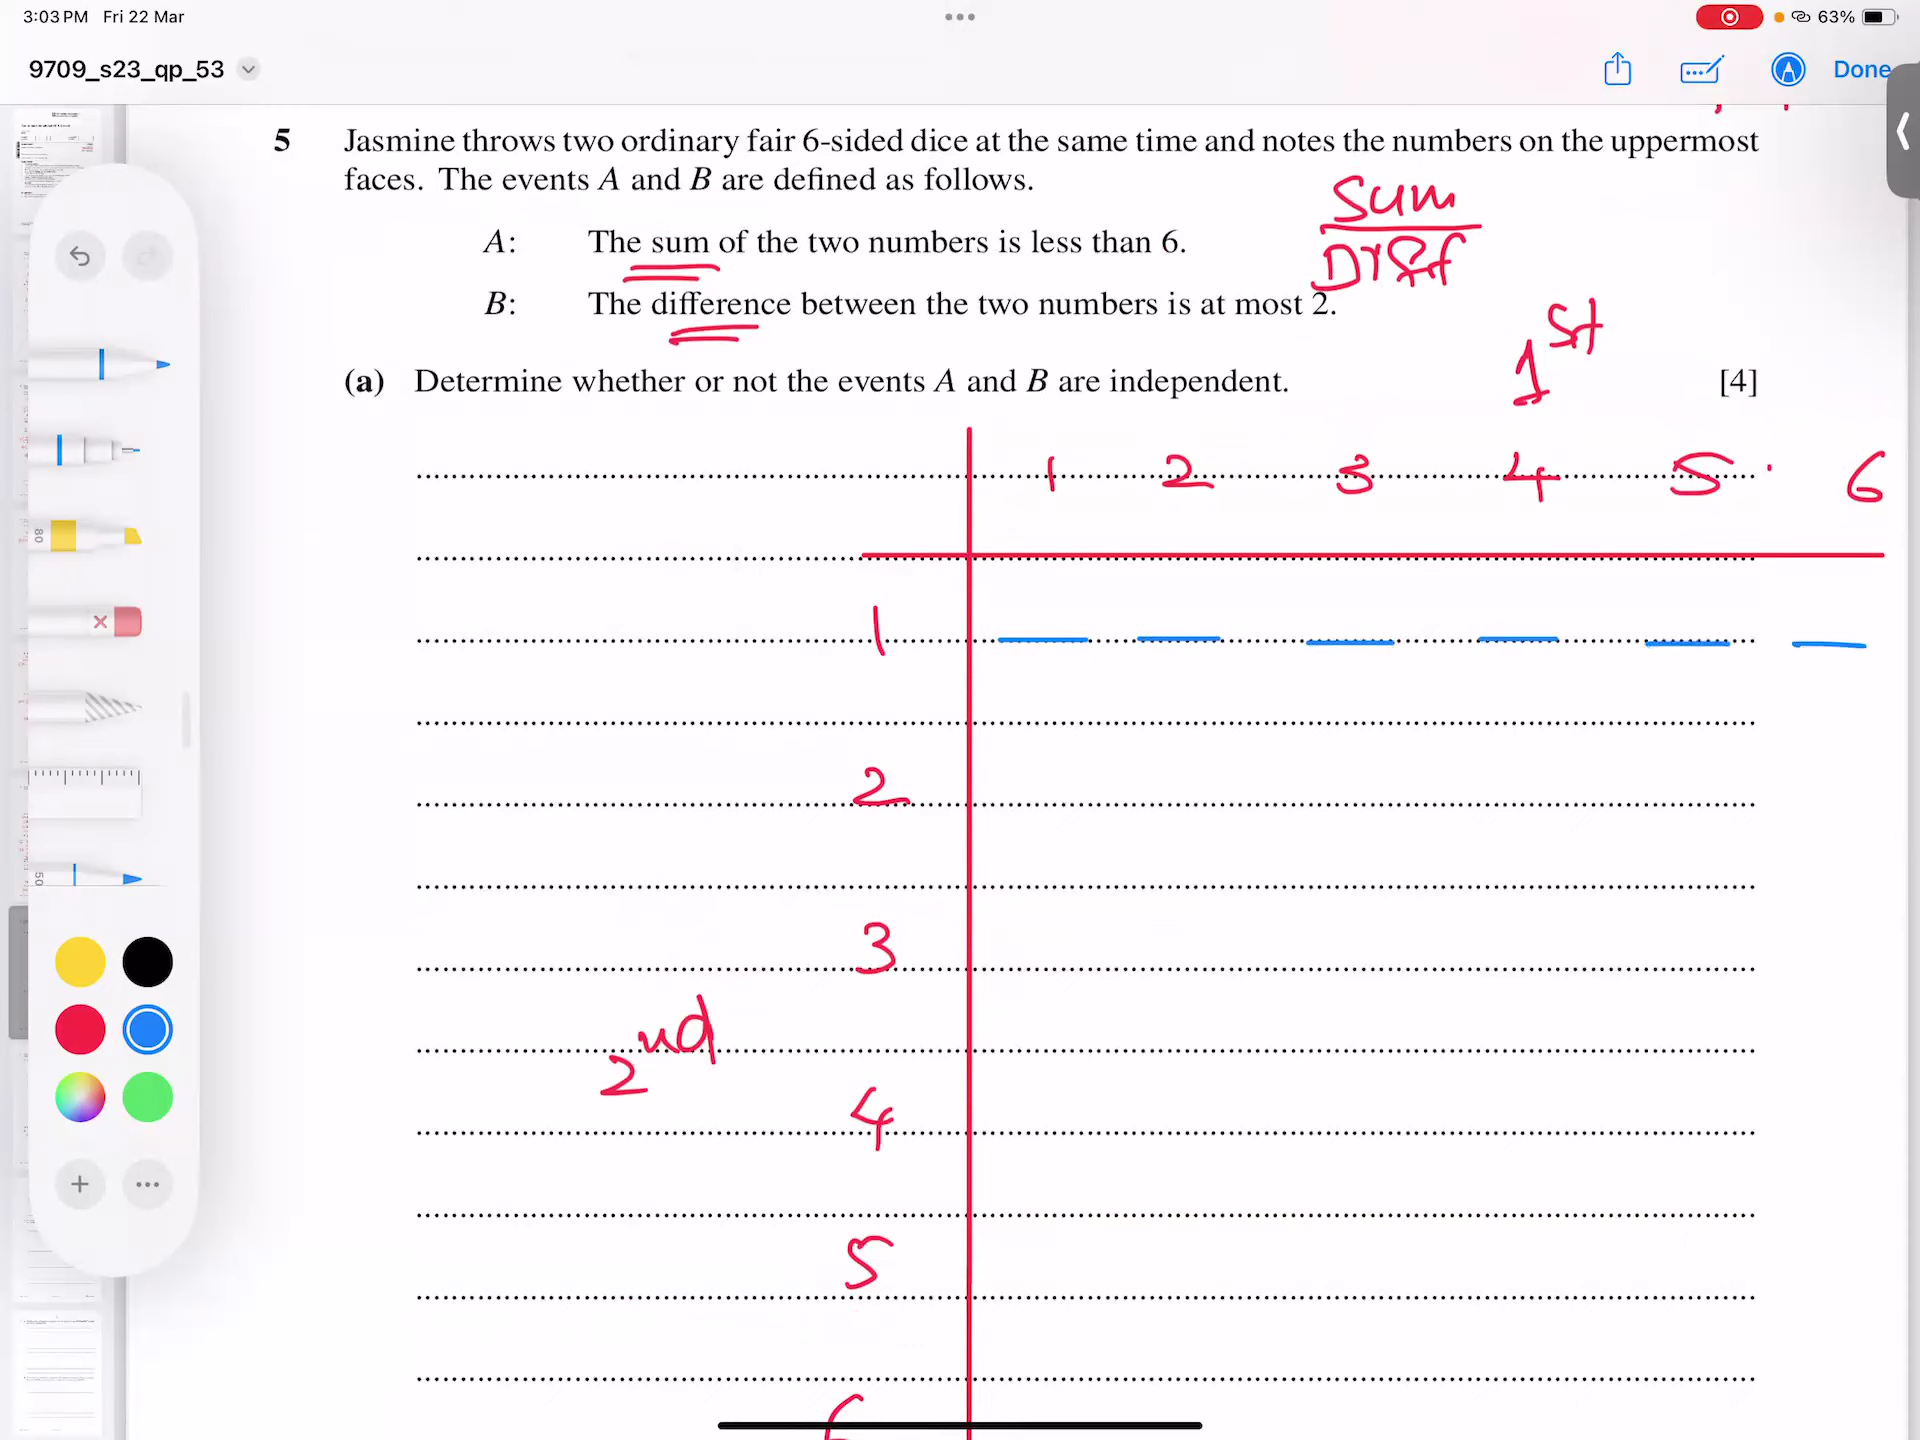 3:03 PM Fri 22 Mar
63%
9709_s23_qp_53
Done
5 Jasmine throws two ordinary fair 6-sided dice at the same time and notes the numbers on the uppermost
faces. The events A and B are defined as follows.
Sum
A: The sum of the two numbers is less than 6.
Diff
B: The difference between the two numbers is at most 2.
1st
(a) Determine whether or not the events A and B are independent. [4]
1 2 3 4 5 6
1
2
3
2nd
4
5
6
80
50